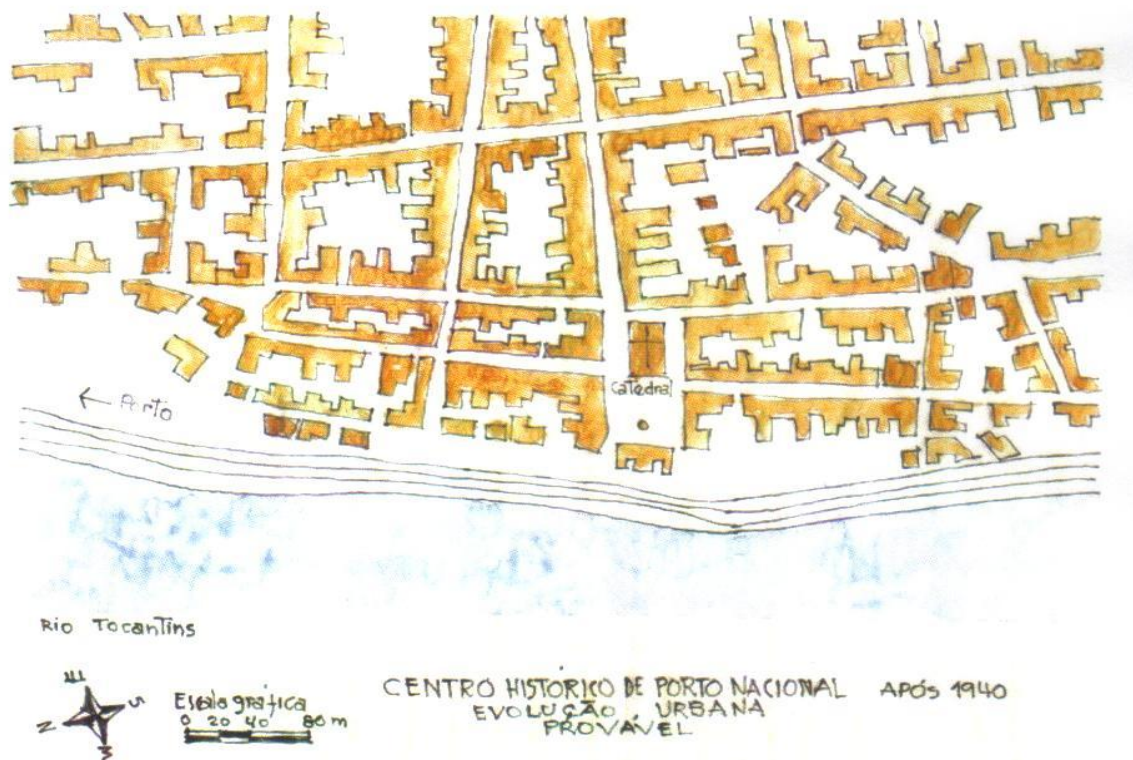 Catedral
← Porto
Rio Tocantins
E
S
N
Escala gráfica
0 20 40 80 m
CENTRO HISTÓRICO DE PORTO NACIONAL APÓS 1940
EVOLUÇÃO URBANA
PROVÁVEL